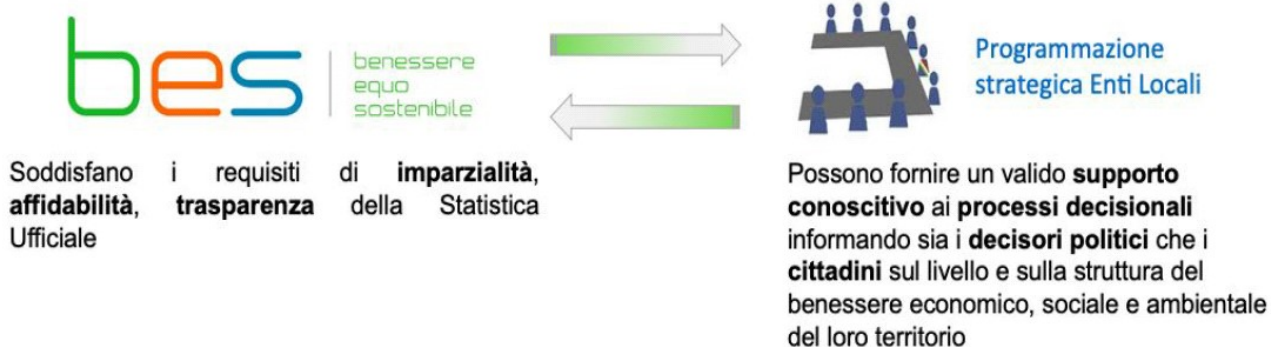 bes
benessere
equo
sostenibile
Soddisfano i requisiti di imparzialità,
affidabilità, trasparenza della Statistica
Ufficiale
Programmazione
strategica Enti Locali
Possono fornire un valido supporto
conoscitivo ai processi decisionali
informando sia i decisori politici che i
cittadini sul livello e sulla struttura del
benessere economico, sociale e ambientale
del loro territorio